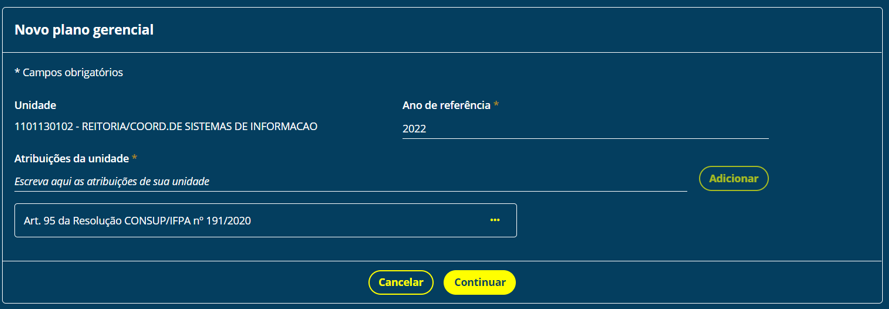 Novo plano gerencial
* Campos obrigatórios
Unidade
Ano de referência *
1101130102 - REITORIA/COORD.DE SISTEMAS DE INFORMACAO
2022
Atribuições da unidade *
Escreva aqui as atribuições de sua unidade
Adicionar
Art. 95 da Resolução CONSUP/IFPA nº 191/2020
Cancelar
Continuar